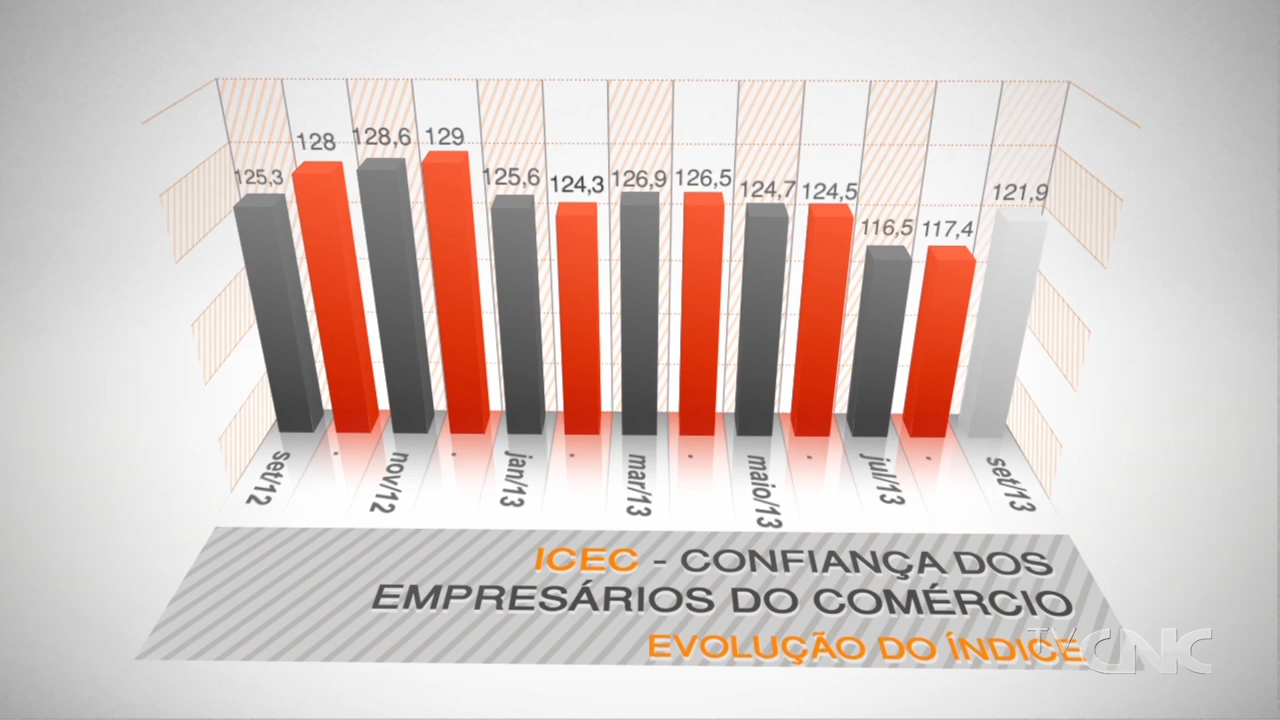 125,3
128
128,6
129
125,6
124,3
126,9
126,5
124,7
124,5
116,5
117,4
121,9
set/12
.
nov/12
.
jan/13
.
mar/13
.
maio/13
.
jul/13
.
set/13
ICEC - CONFIANÇA DOS
EMPRESÁRIOS DO COMÉRCIO
EVOLUÇÃO DO ÍNDICE
TV CNC